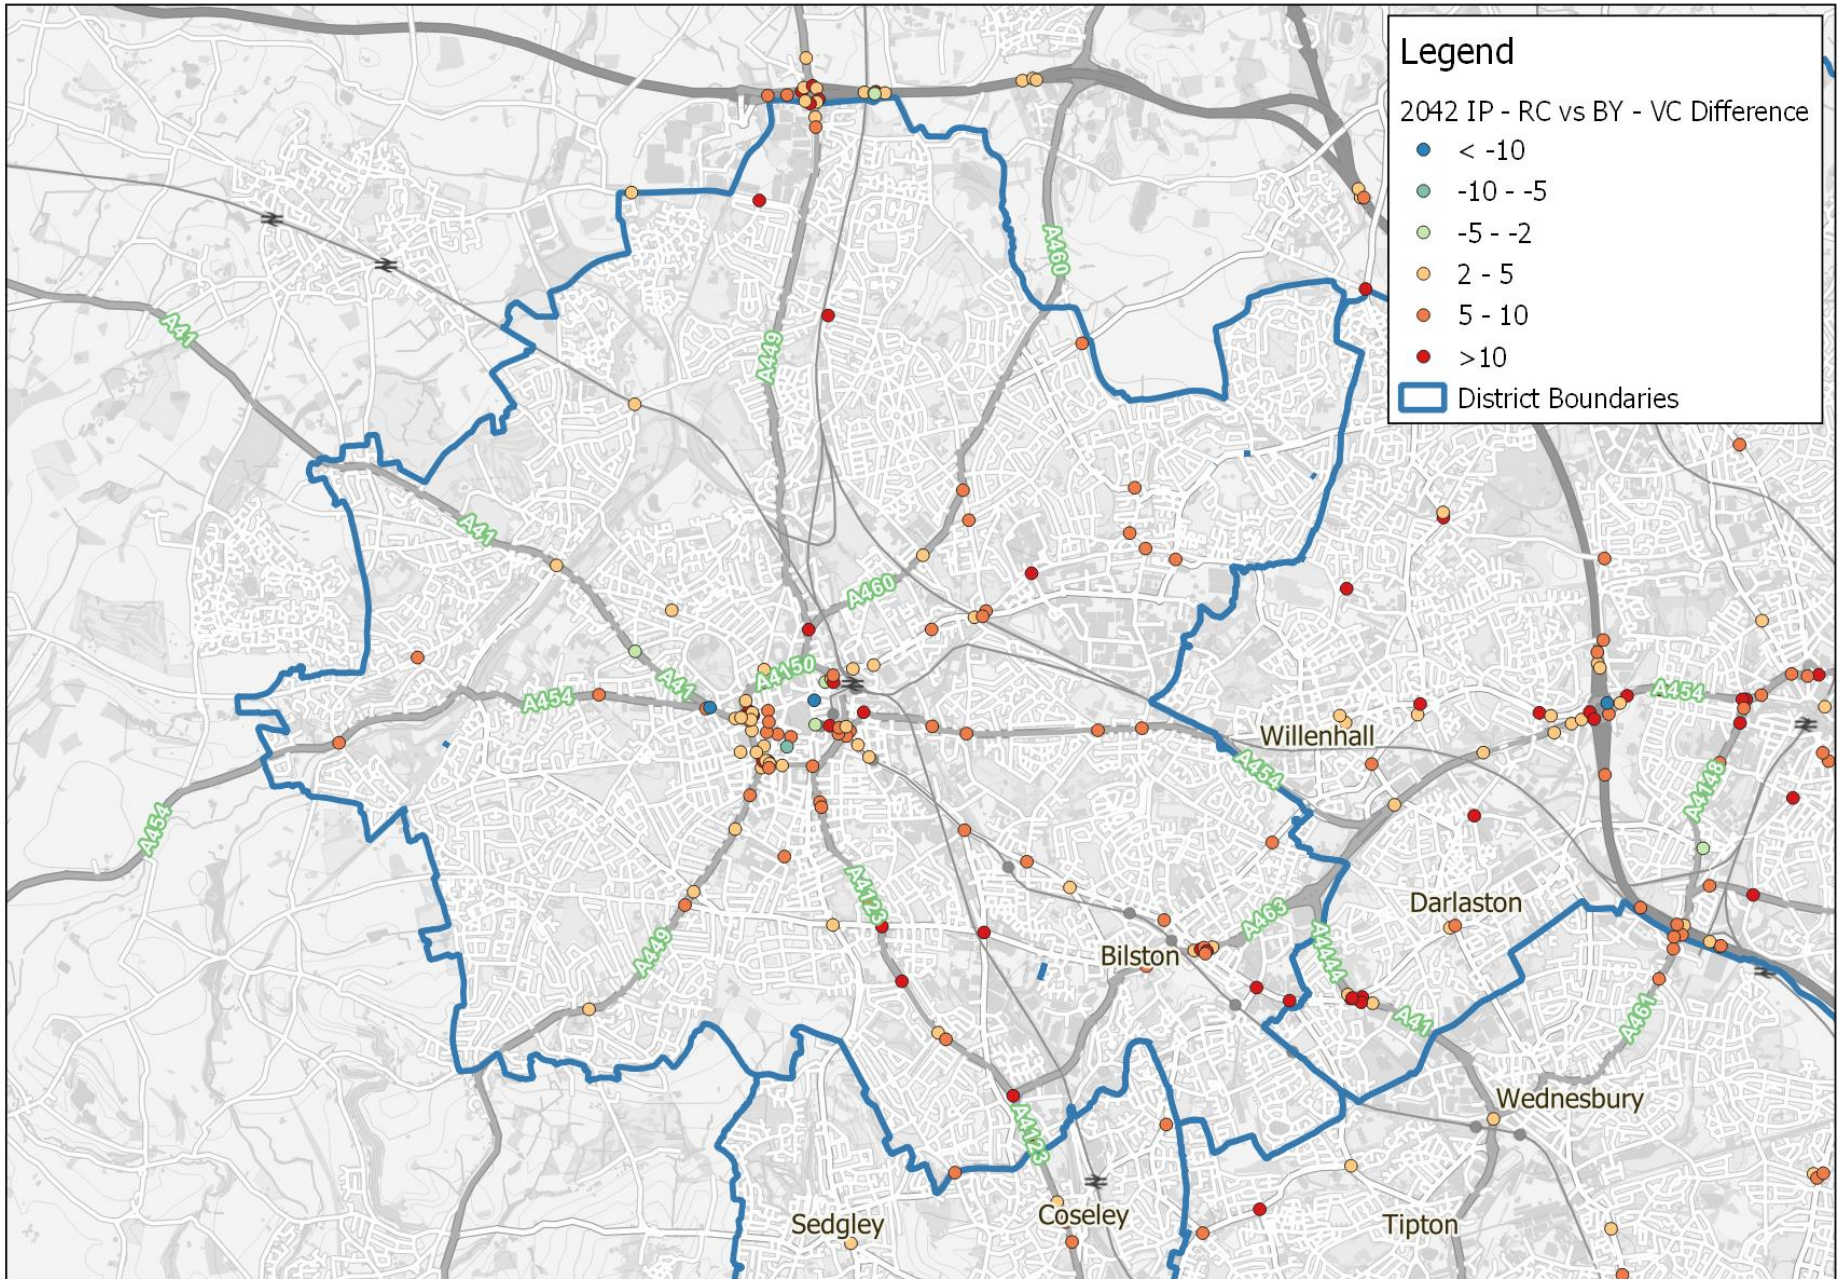 Legend
2042 IP - RC vs BY - VC Difference
< -10
-10 - -5
-5 - -2
2 - 5
5 - 10
>10
District Boundaries
A460
A41
A449
A41
A460
A4150
A41
A454
A454
A454
Willenhall
A454
A4148
A4123
Darlaston
A463
A449
Bilston
A4444
A41
A461
Wednesbury
A4123
Sedgley
Coseley
Tipton